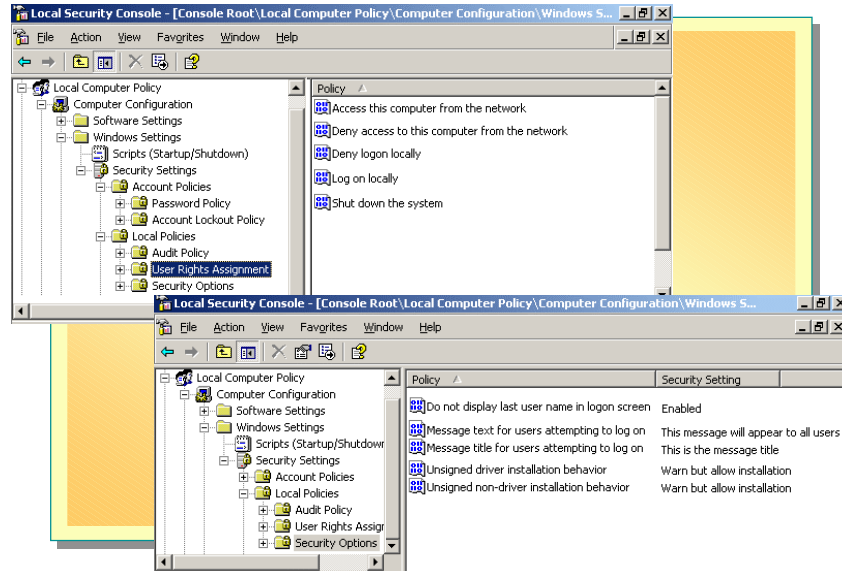 Local Security Console - [Console Root\Local Computer Policy\Computer Configuration\Windows S...
File Action View Favorites Window Help
Local Computer Policy
Computer Configuration
Software Settings
Windows Settings
Scripts (Startup/Shutdown)
Security Settings
Account Policies
Password Policy
Account Lockout Policy
Local Policies
Audit Policy
User Rights Assignment
Security Options
Policy
Access this computer from the network
Deny access to this computer from the network
Deny logon locally
Log on locally
Shut down the system
Local Security Console - [Console Root\Local Computer Policy\Computer Configuration\Windows S...
File Action View Favorites Window Help
Local Computer Policy
Computer Configuration
Software Settings
Windows Settings
Scripts (Startup/Shutdowr
Security Settings
Account Policies
Local Policies
Audit Policy
User Rights Assigr
Security Options
Policy Security Setting
Do not display last user name in logon screen Enabled
Message text for users attempting to log on This message will appear to all users
Message title for users attempting to log on This is the message title
Unsigned driver installation behavior Warn but allow installation
Unsigned non-driver installation behavior Warn but allow installation